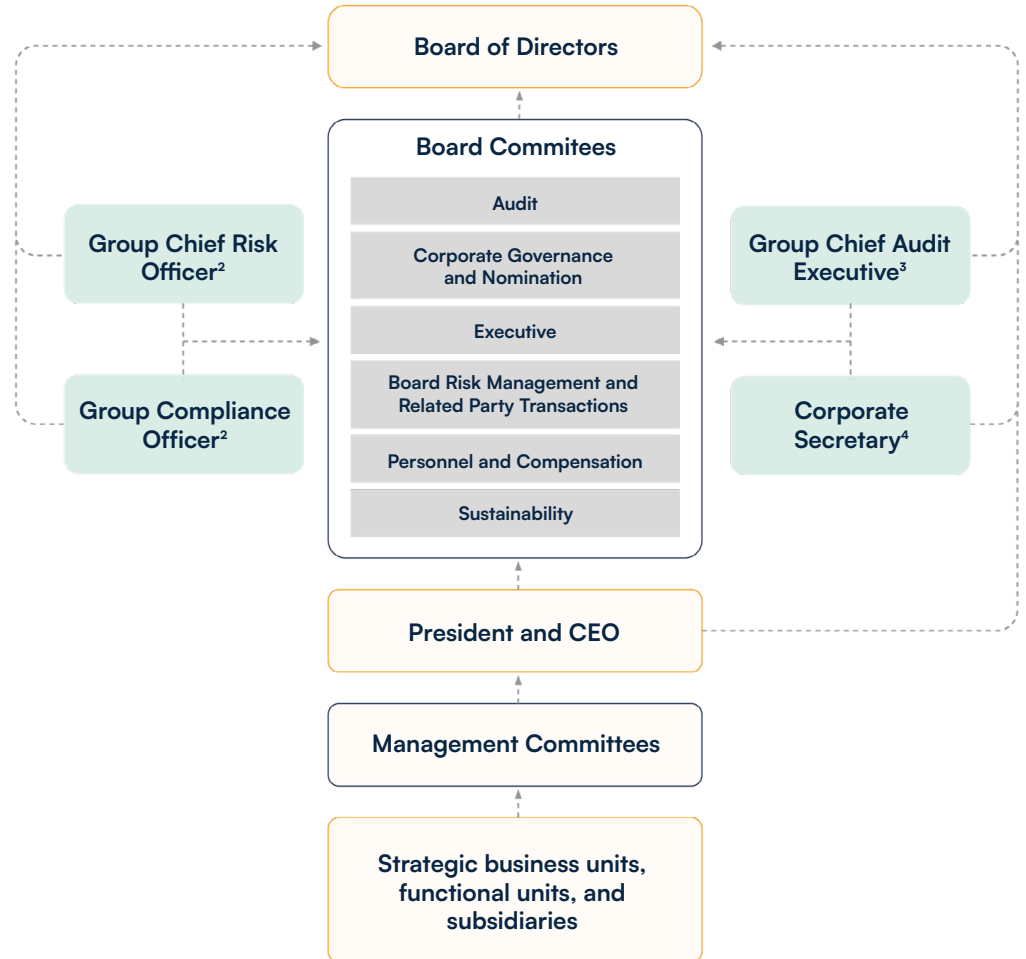 Board of Directors
Board Commitees
Audit
Corporate Governance
and Nomination
Executive
Board Risk Management and
Related Party Transactions
Personnel and Compensation
Sustainability
Group Chief Risk
Officer²
Group Compliance
Officer²
Group Chief Audit
Executive³
Corporate
Secretary⁴
President and CEO
Management Committees
Strategic business units,
functional units, and
subsidiaries